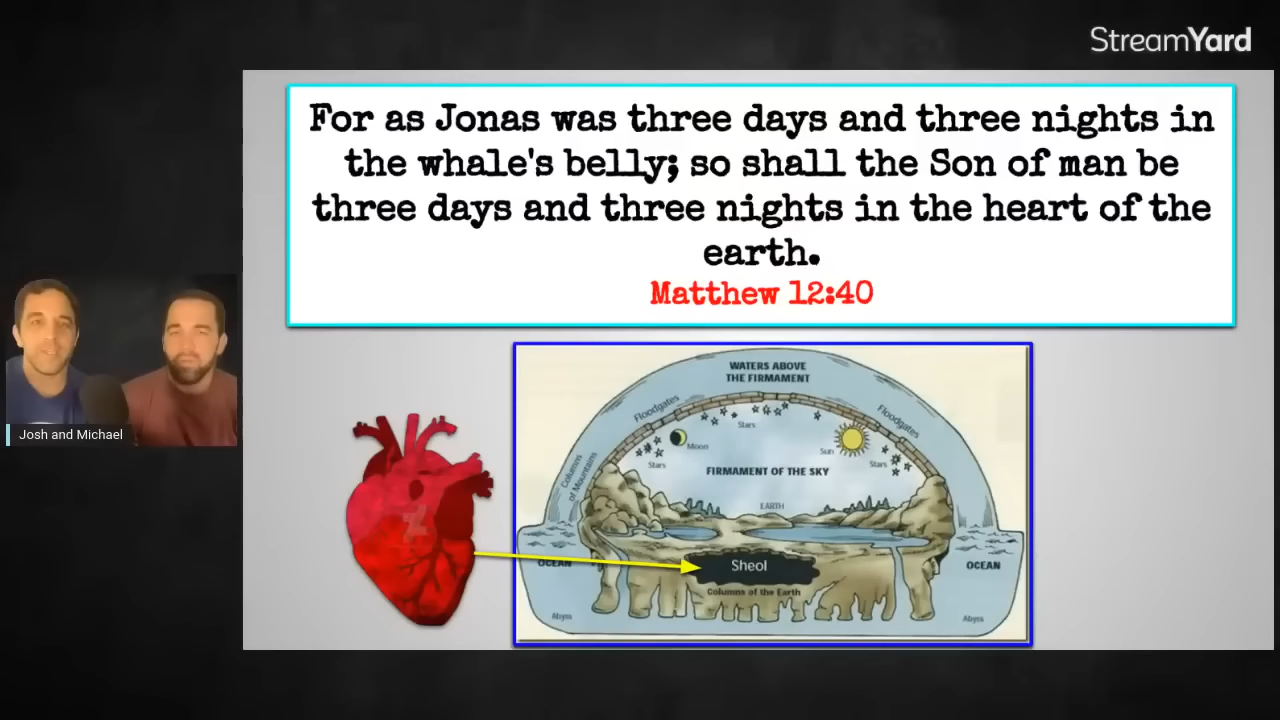 StreamYard
For as Jonas was three days and three nights in
the whale's belly; so shall the Son of man be
three days and three nights in the heart of the
earth.
Matthew 12:40
Josh and Michael
WATERS ABOVE
THE FIRMAMENT
Floodgates
Floodgates
Stars
Moon
Sun
Stars
Stars
Columns
of Mountains
FIRMAMENT OF THE SKY
EARTH
OCEAN
Sheol
OCEAN
Columns of the Earth
Abyss
Abyss